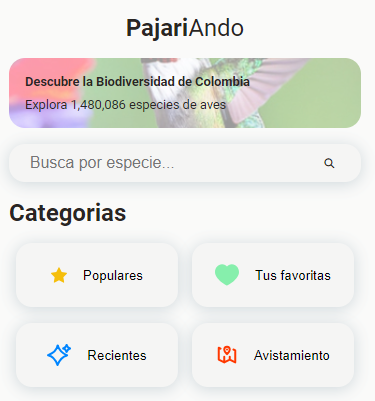 PajariAndo
Descubre la Biodiversidad de Colombia
Explora 1,480,086 especies de aves
Busca por especie...
Categorias
Populares
Tus favoritas
Recientes
Avistamiento